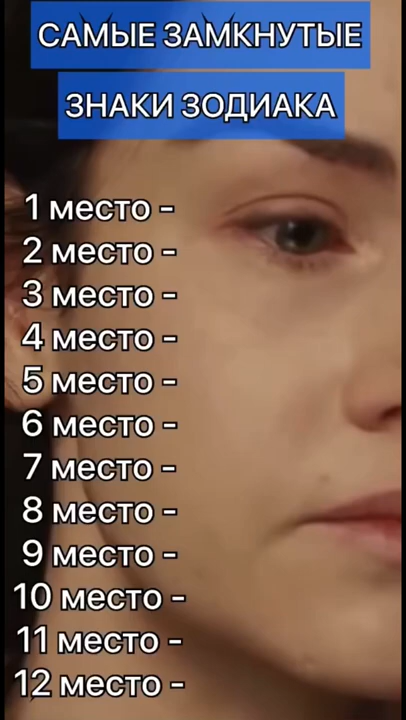 САМЫЕ ЗАМКНУТЫЕ
ЗНАКИ ЗОДИАКА
1 место -
2 место -
3 место -
4 место -
5 место -
6 место -
7 место -
8 место -
9 место -
10 место -
11 место -
12 место -